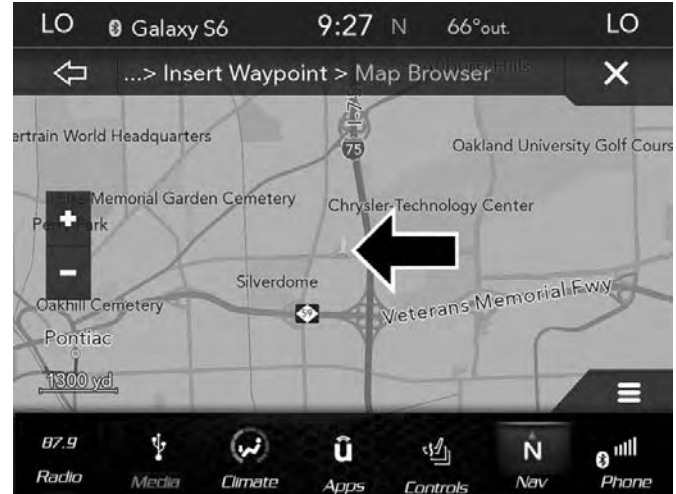 LO Galaxy S6 9:27 N 66°out. LO
...> Insert Waypoint > Map Browser
I-75
75
ertrain World Headquarters
Oakland University Golf Cours
Memorial Garden Cemetery
Chrysler-Technology Center
Park
+
-
Silverdome
Veterans Memorial Fwy
Oakhill Cemetery
59
Pontiac
1300 yd
87.9 û N
Radio Media Climate Apps Controls Nav Phone